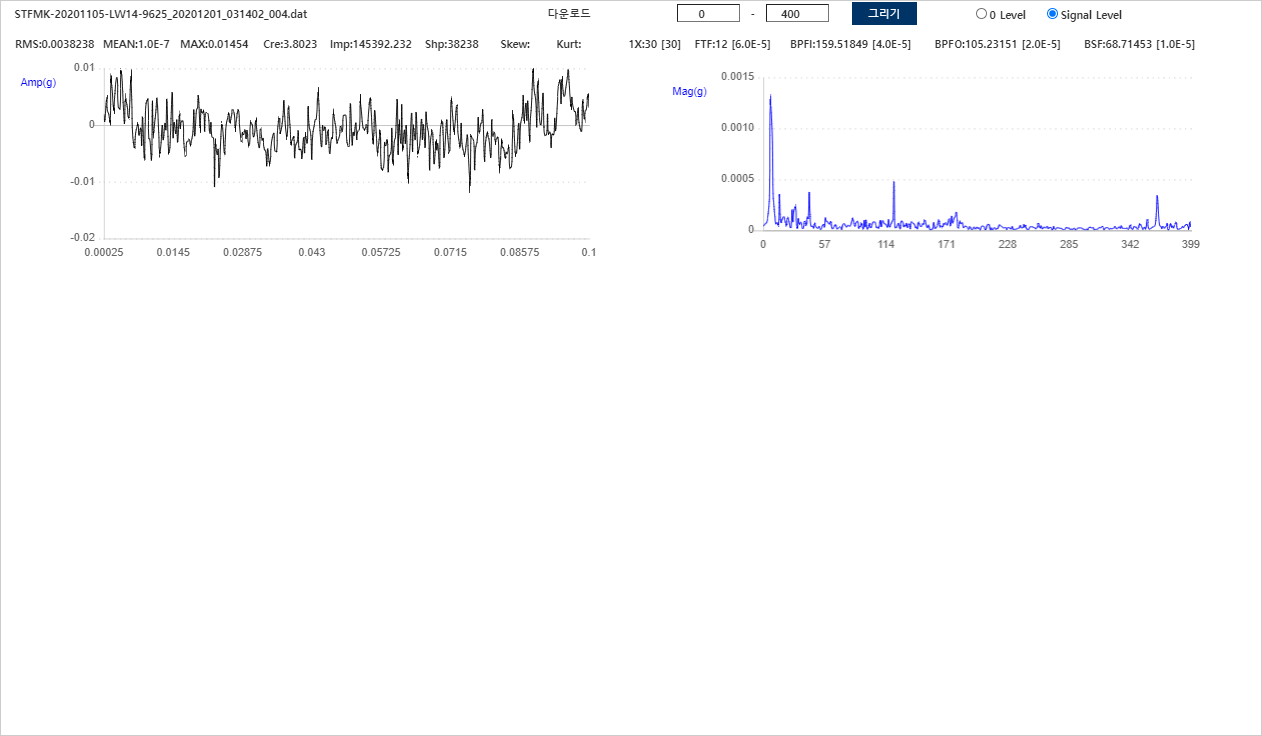 STFMK-20201105-LW14-9625_20201201_031402_004.dat 다운로드 0 - 400 그리기 0 Level Signal Level
RMS:0.0038238 MEAN:1.0E-7 MAX:0.01454 Cre:3.8023 Imp:145392.232 Shp:38238 Skew: Kurt: 1X:30 [30] FTF:12 [6.0E-5] BPFI:159.51849 [4.0E-5] BPFO:105.23151 [2.0E-5] BSF:68.71453 [1.0E-5]
Amp(g)
0.01
0
-0.01
-0.02
0.00025 0.0145 0.02875 0.043 0.05725 0.0715 0.08575 0.1
Mag(g)
0.0015
0.0010
0.0005
0
0 57 114 171 228 285 342 399